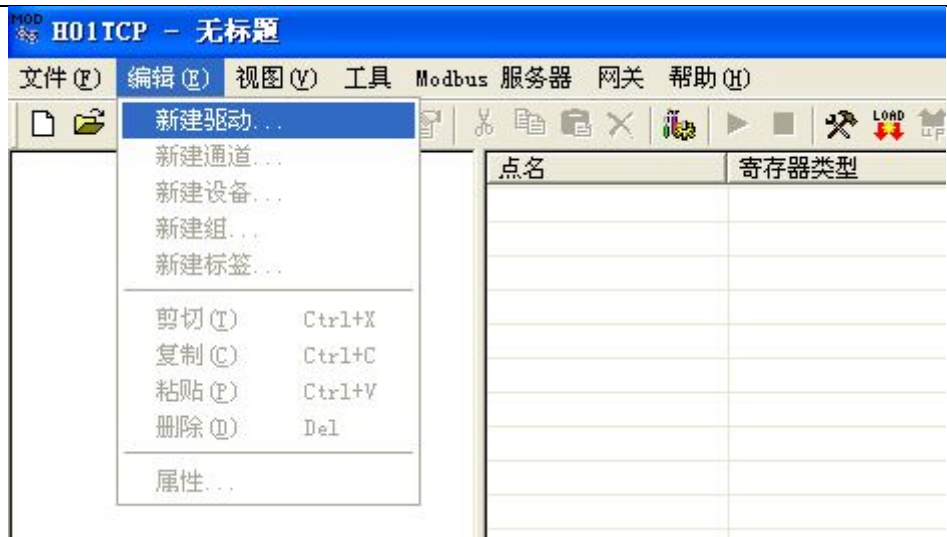 MOD
H01TCP - 无标题
文件(F) 编辑(E) 视图(V) 工具 Modbus 服务器 网关 帮助(H)
LOAD
新建驱动...
新建通道...
点名 寄存器类型
新建设备...
新建组...
新建标签...
剪切(T) Ctrl+X
复制(C) Ctrl+C
粘贴(P) Ctrl+V
删除(D) Del
属性...